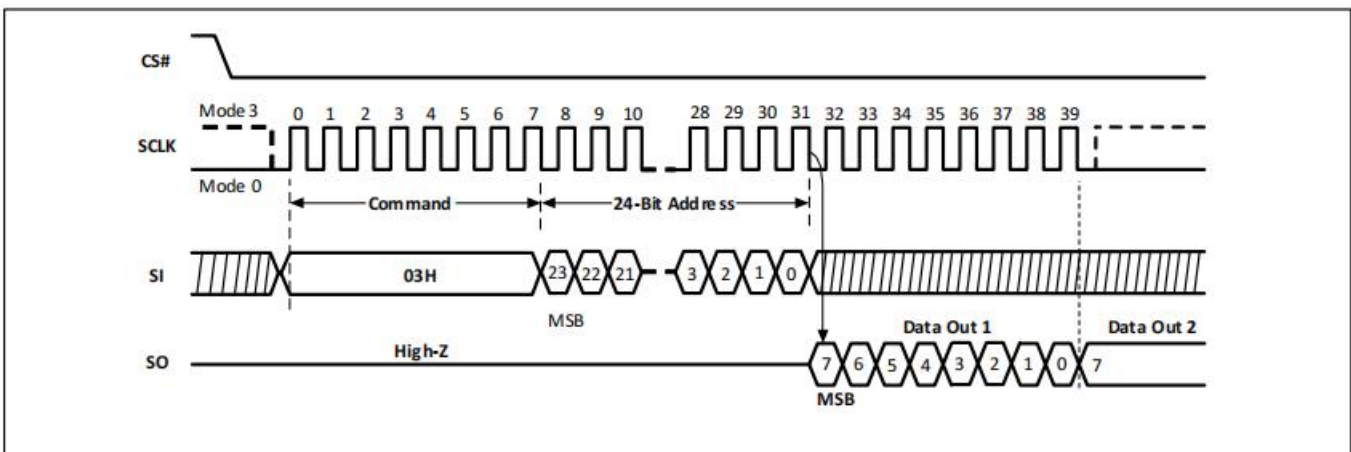 CS#
Mode 3
0 1 2 3 4 5 6 7 8 9 10 28 29 30 31 32 33 34 35 36 37 38 39
SCLK
Mode 0
Command
24-Bit Address
SI
03H
23 22 21 3 2 1 0
MSB
High-Z
Data Out 1
Data Out 2
SO
7 6 5 4 3 2 1 0 7
MSB